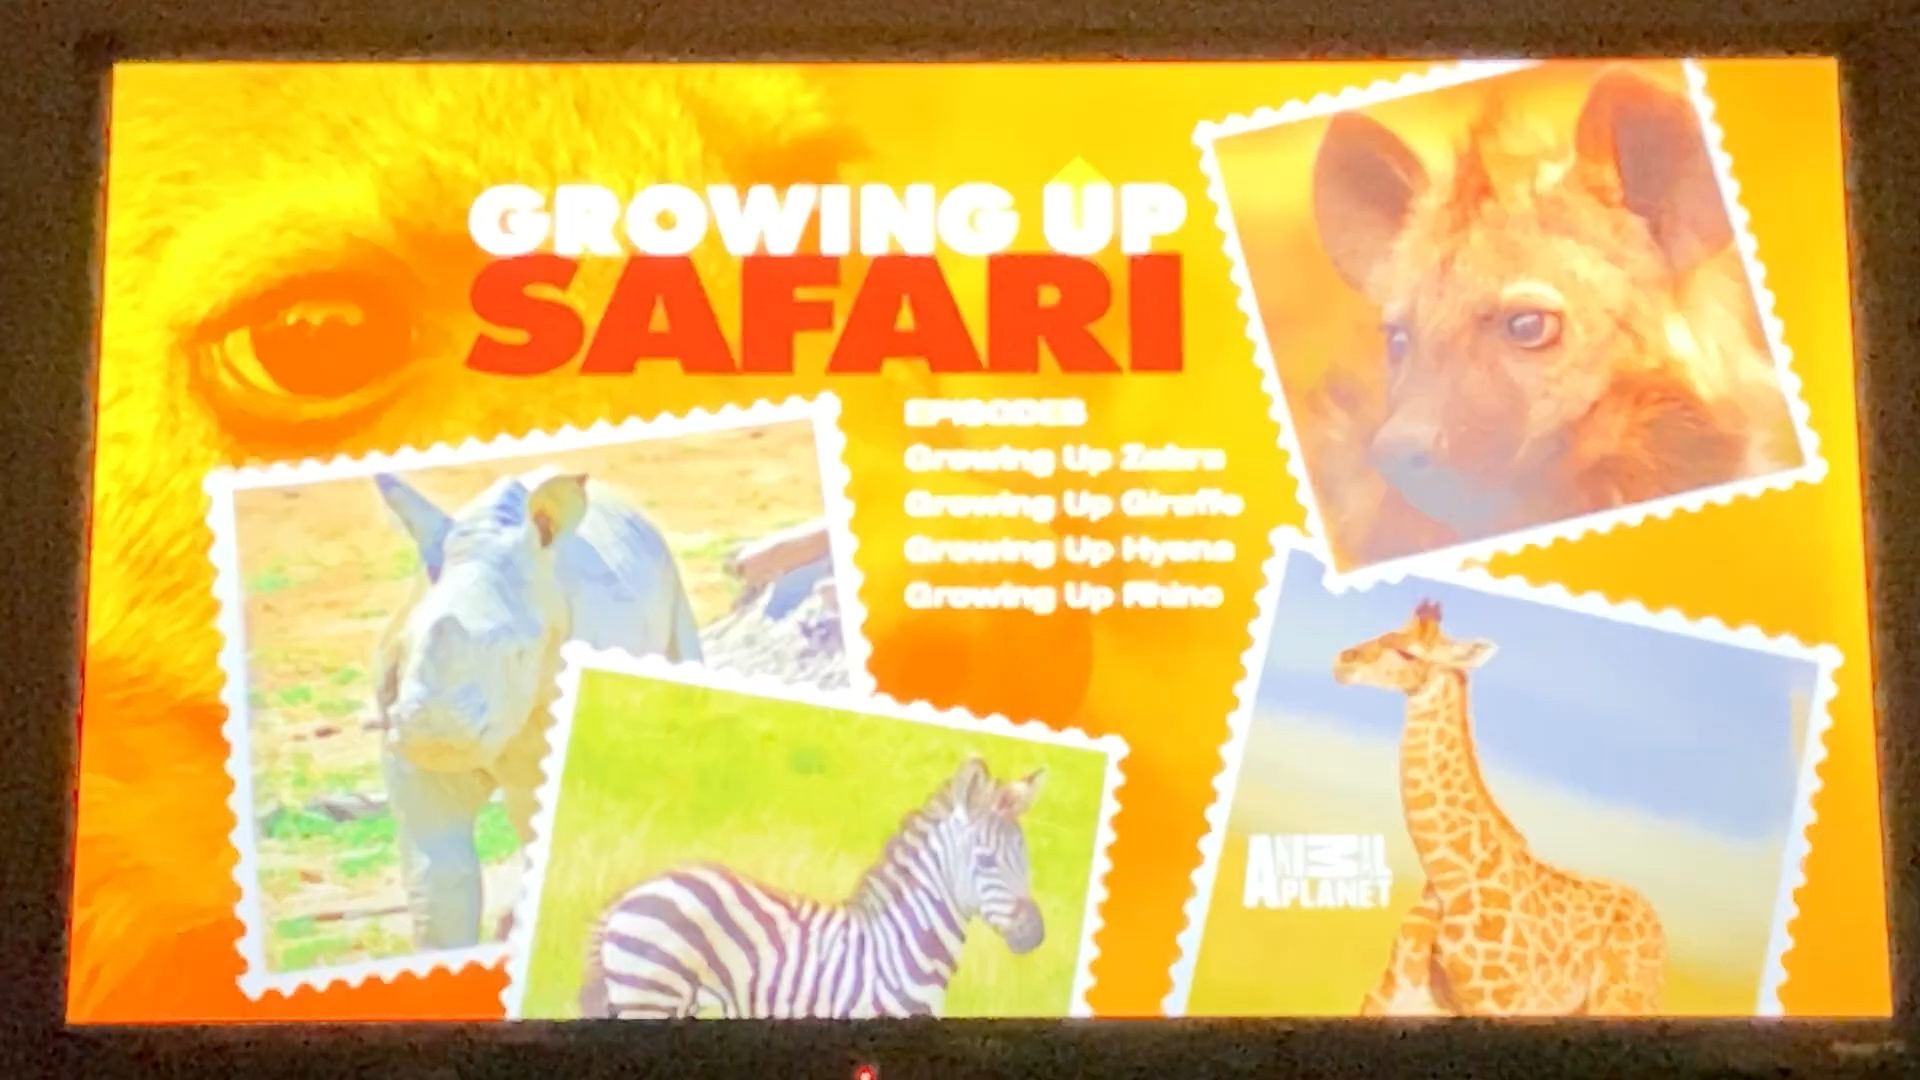 GROWING UP
SAFARI
EPISODES
Growing Up Zebra
Growing Up Giraffe
Growing Up Hyena
Growing Up Rhino
ANIMAL
PLANET